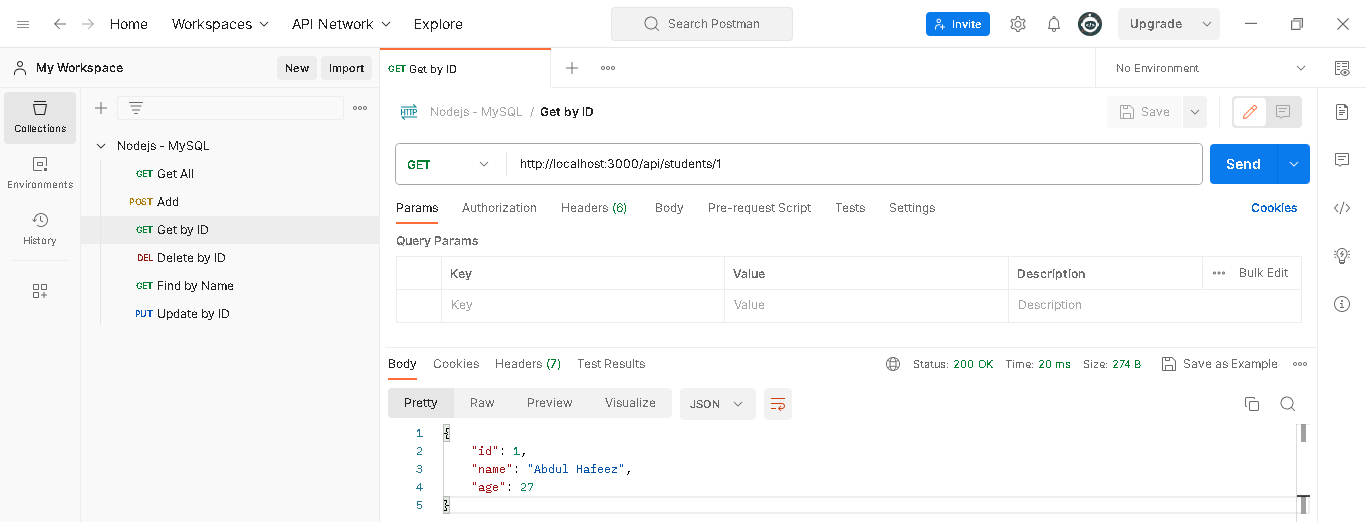 Home Workspaces API Network Explore Search Postman Invite Upgrade
My Workspace New Import GET Get by ID No Environment
Collections
Environments
History
Nodejs - MySQL
GET Get All
POST Add
GET Get by ID
DEL Delete by ID
GET Find by Name
PUT Update by ID
HTTP Nodejs - MySQL / Get by ID Save
GET http://localhost:3000/api/students/1 Send
Params Authorization Headers (6) Body Pre-request Script Tests Settings Cookies
Query Params
Key Value Description Bulk Edit
Key Value Description
Body Cookies Headers (7) Test Results Status: 200 OK Time: 20 ms Size: 274 B Save as Example
Pretty Raw Preview Visualize JSON
1 {
2 "id": 1,
3 "name": "Abdul Hafeez",
4 "age": 27
5 }